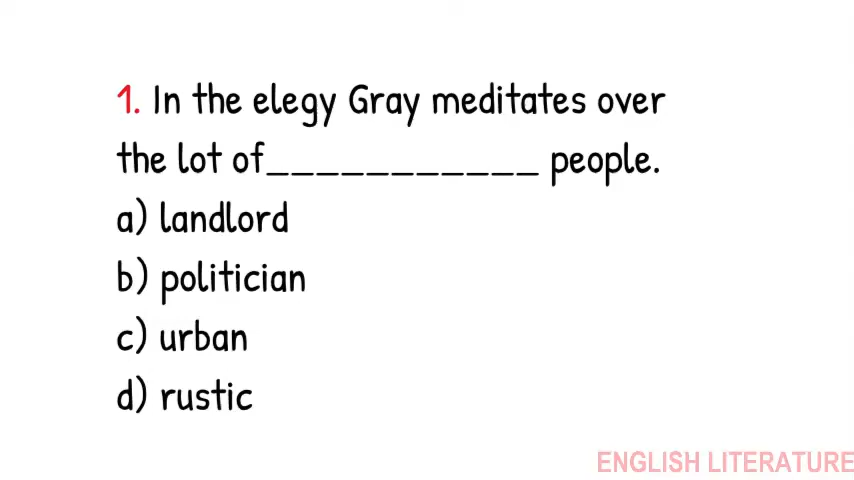 1. In the elegy Gray meditates over
the lot of___________ people.
a) landlord
b) politician
c) urban
d) rustic
ENGLISH LITERATURE